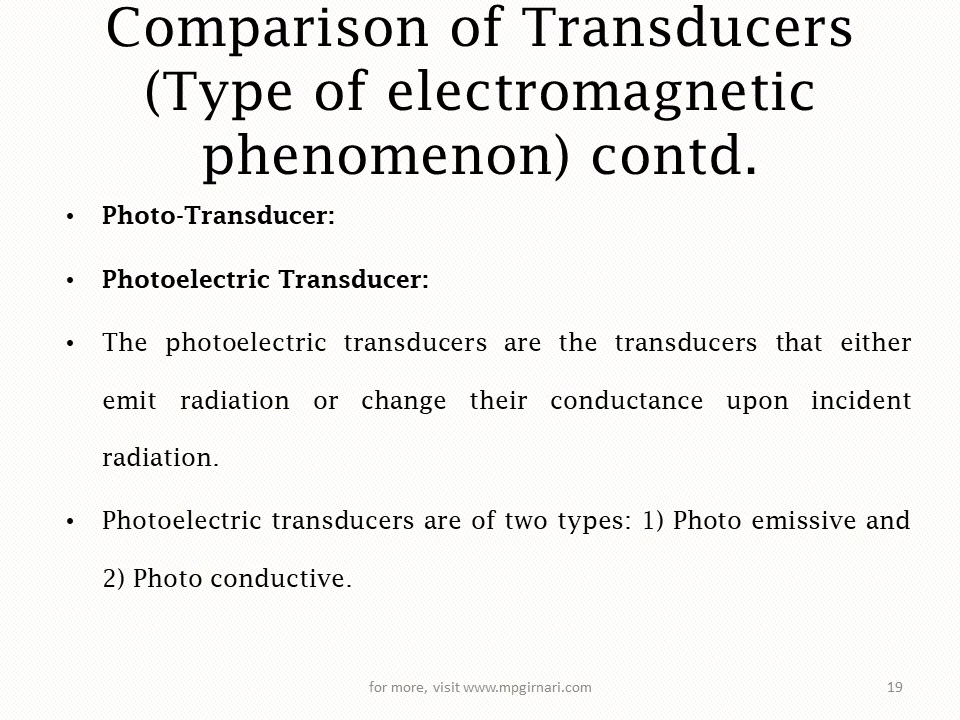 Comparison of Transducers
(Type of electromagnetic
phenomenon) contd.
• Photo-Transducer:
• Photoelectric Transducer:
• The photoelectric transducers are the transducers that either
emit radiation or change their conductance upon incident
radiation.
• Photoelectric transducers are of two types: 1) Photo emissive and
2) Photo conductive.
for more, visit www.mpgirnari.com
19